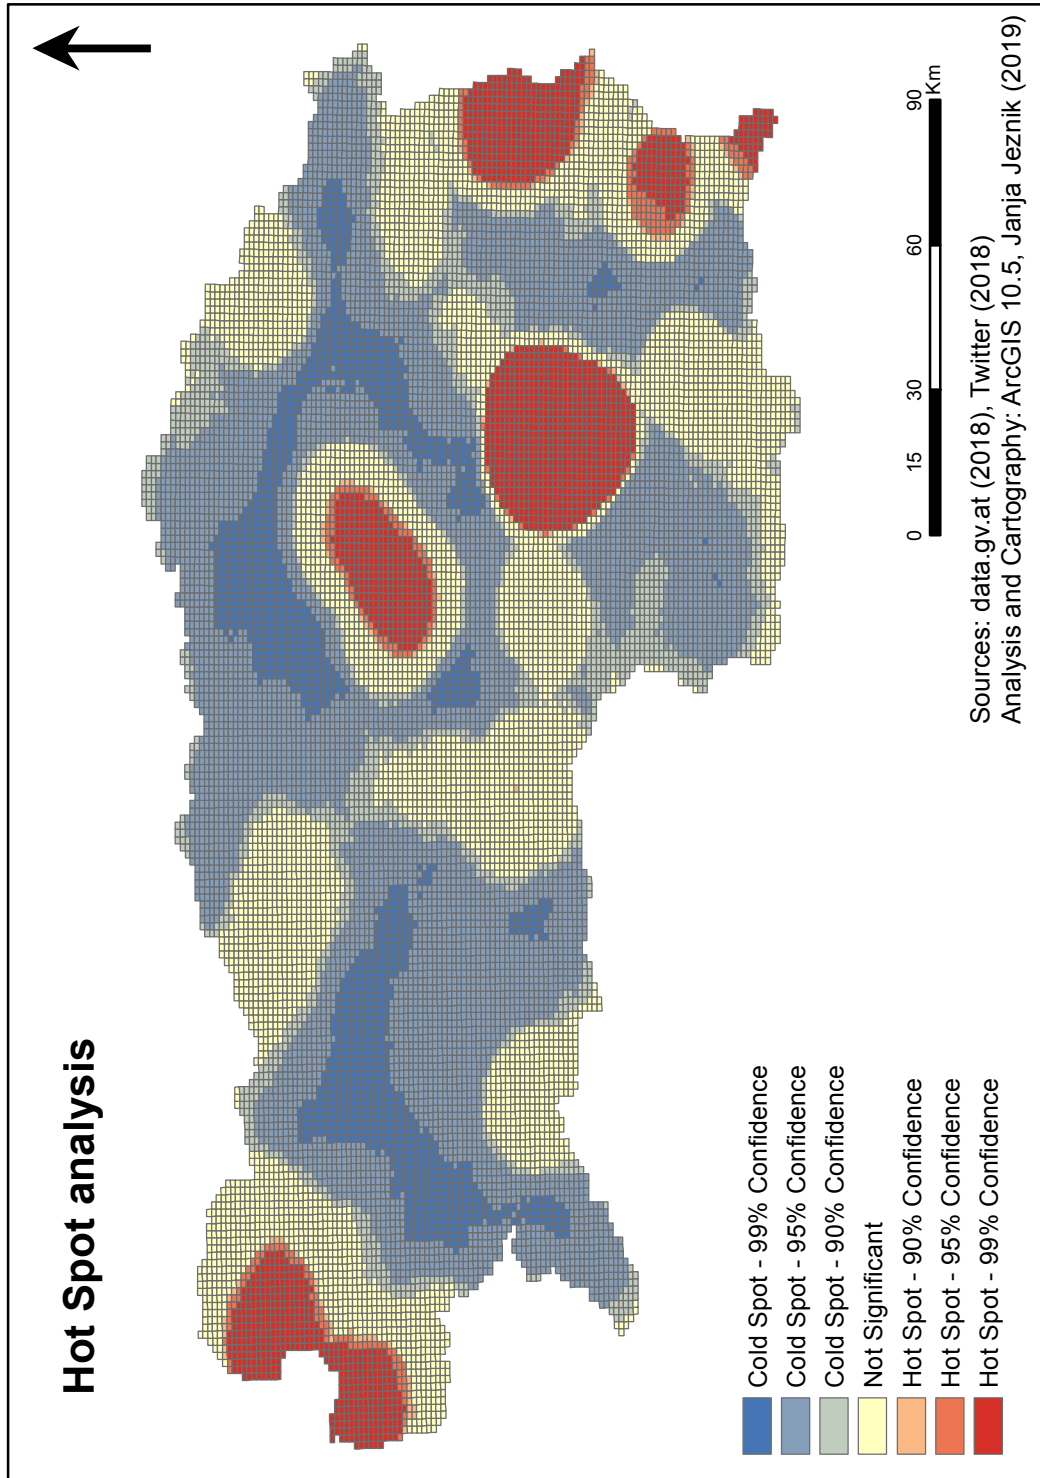 Hot Spot analysis
Cold Spot - 99% Confidence
Cold Spot - 95% Confidence
Cold Spot - 90% Confidence
Not Significant
Hot Spot - 90% Confidence
Hot Spot - 95% Confidence
Hot Spot - 99% Confidence
0 15 30 60 90
Km
Sources: data.gv.at (2018), Twitter (2018)
Analysis and Cartography: ArcGIS 10.5, Janja Jeznik (2019)